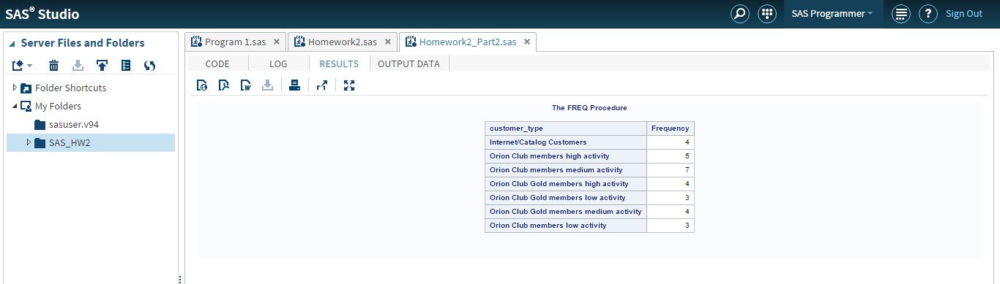 SAS® Studio
SAS Programmer
Sign Out
Server Files and Folders
Folder Shortcuts
My Folders
sasuser.v94
SAS_HW2
Program 1.sas
Homework2.sas
Homework2_Part2.sas
CODE LOG RESULTS OUTPUT DATA
The FREQ Procedure
customer_type Frequency
Internet/Catalog Customers 4
Orion Club members high activity 5
Orion Club members medium activity 7
Orion Club Gold members high activity 4
Orion Club Gold members low activity 3
Orion Club Gold members medium activity 4
Orion Club members low activity 3